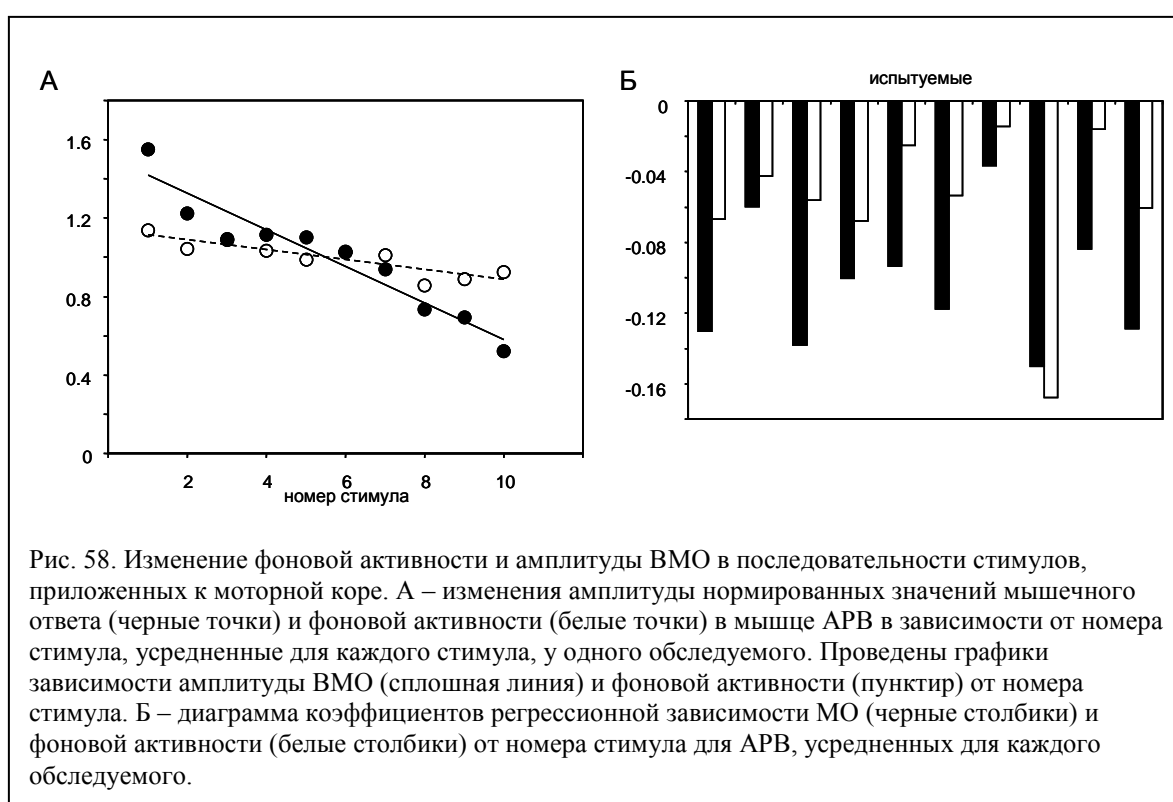 А
Б
испытуемые
1.6
1.2
0.8
0.4
0
2 4 6 8 10
номер стимула
0
-0.04
-0.08
-0.12
-0.16
Рис. 58. Изменение фоновой активности и амплитуды ВМО в последовательности стимулов,
приложенных к моторной коре. А – изменения амплитуды нормированных значений мышечного
ответа (черные точки) и фоновой активности (белые точки) в мышце АРВ в зависимости от номера
стимула, усредненные для каждого стимула, у одного обследуемого. Проведены графики
зависимости амплитуды ВМО (сплошная линия) и фоновой активности (пунктир) от номера
стимула. Б – диаграмма коэффициентов регрессионной зависимости МО (черные столбики) и
фоновой активности (белые столбики) от номера стимула для АРВ, усредненных для каждого
обследуемого.